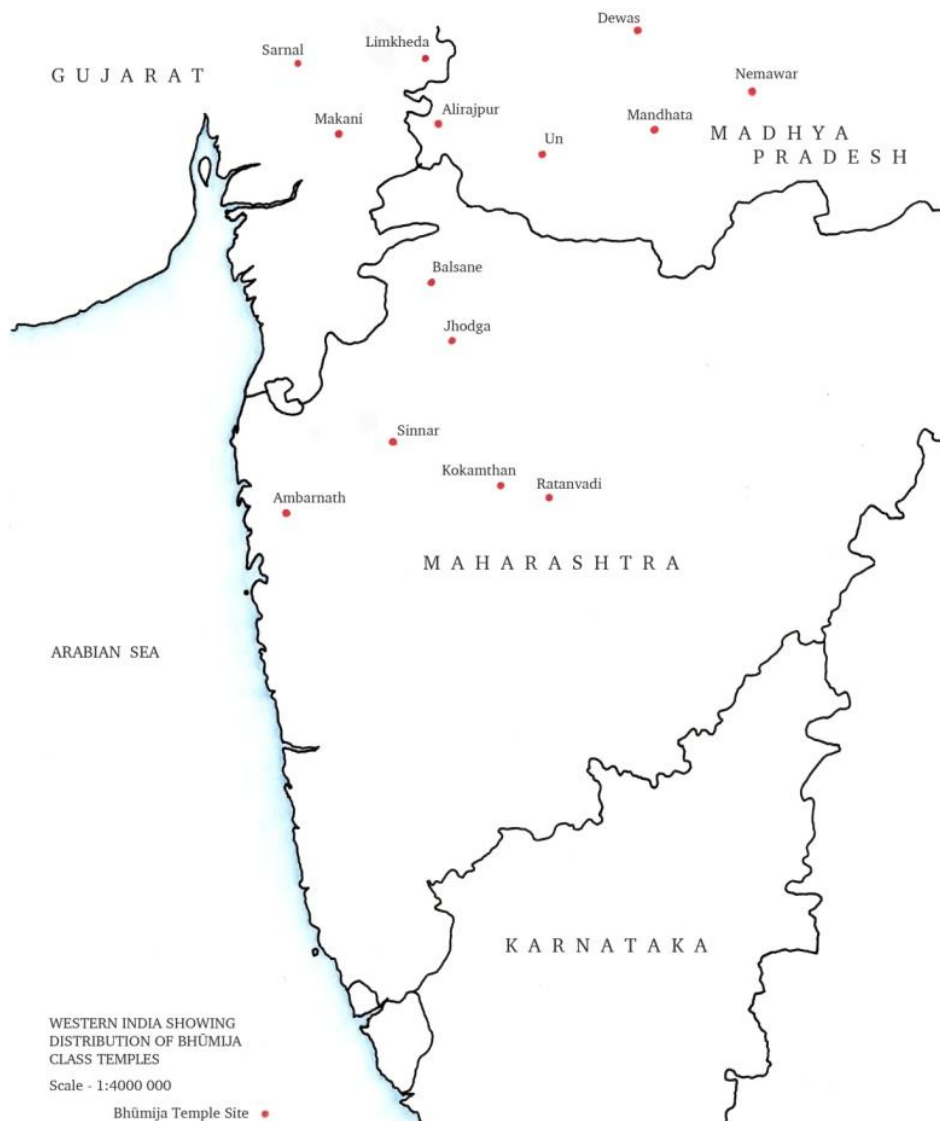 Dewas
Limkheda
Sarnal
GUJARAT
Nemawar
Makani
Alirajpur
Mandhata
Un
MADHYA
PRADESH
Balsane
Jhodga
Sinnar
Kokamthan
Ratanvadi
Ambarnath
MAHARASHTRA
ARABIAN SEA
KARNATAKA
WESTERN INDIA SHOWING
DISTRIBUTION OF BHŪMIJA
CLASS TEMPLES
Scale - 1:4000 000
Bhūmija Temple Site